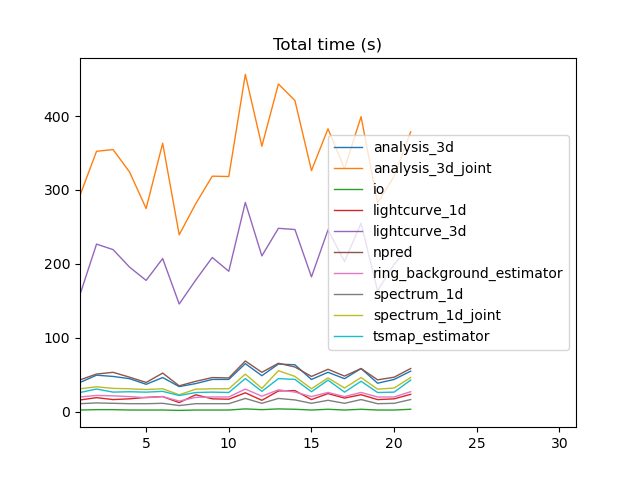 Total time (s)
400
300
200
100
0
analysis_3d
analysis_3d_joint
io
lightcurve_1d
lightcurve_3d
npred
ring_background_estimator
spectrum_1d
spectrum_1d_joint
tsmap_estimator
5 10 15 20 25 30